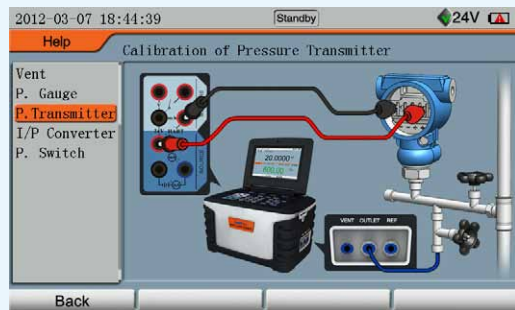 2012-03-07 18:44:39 Standby 24V
Help
Calibration of Pressure Transmitter
Vent
P. Gauge
P.Transmitter
I/P Converter
P. Switch
20.0000
600.00
VENT OUTLET REF
Back